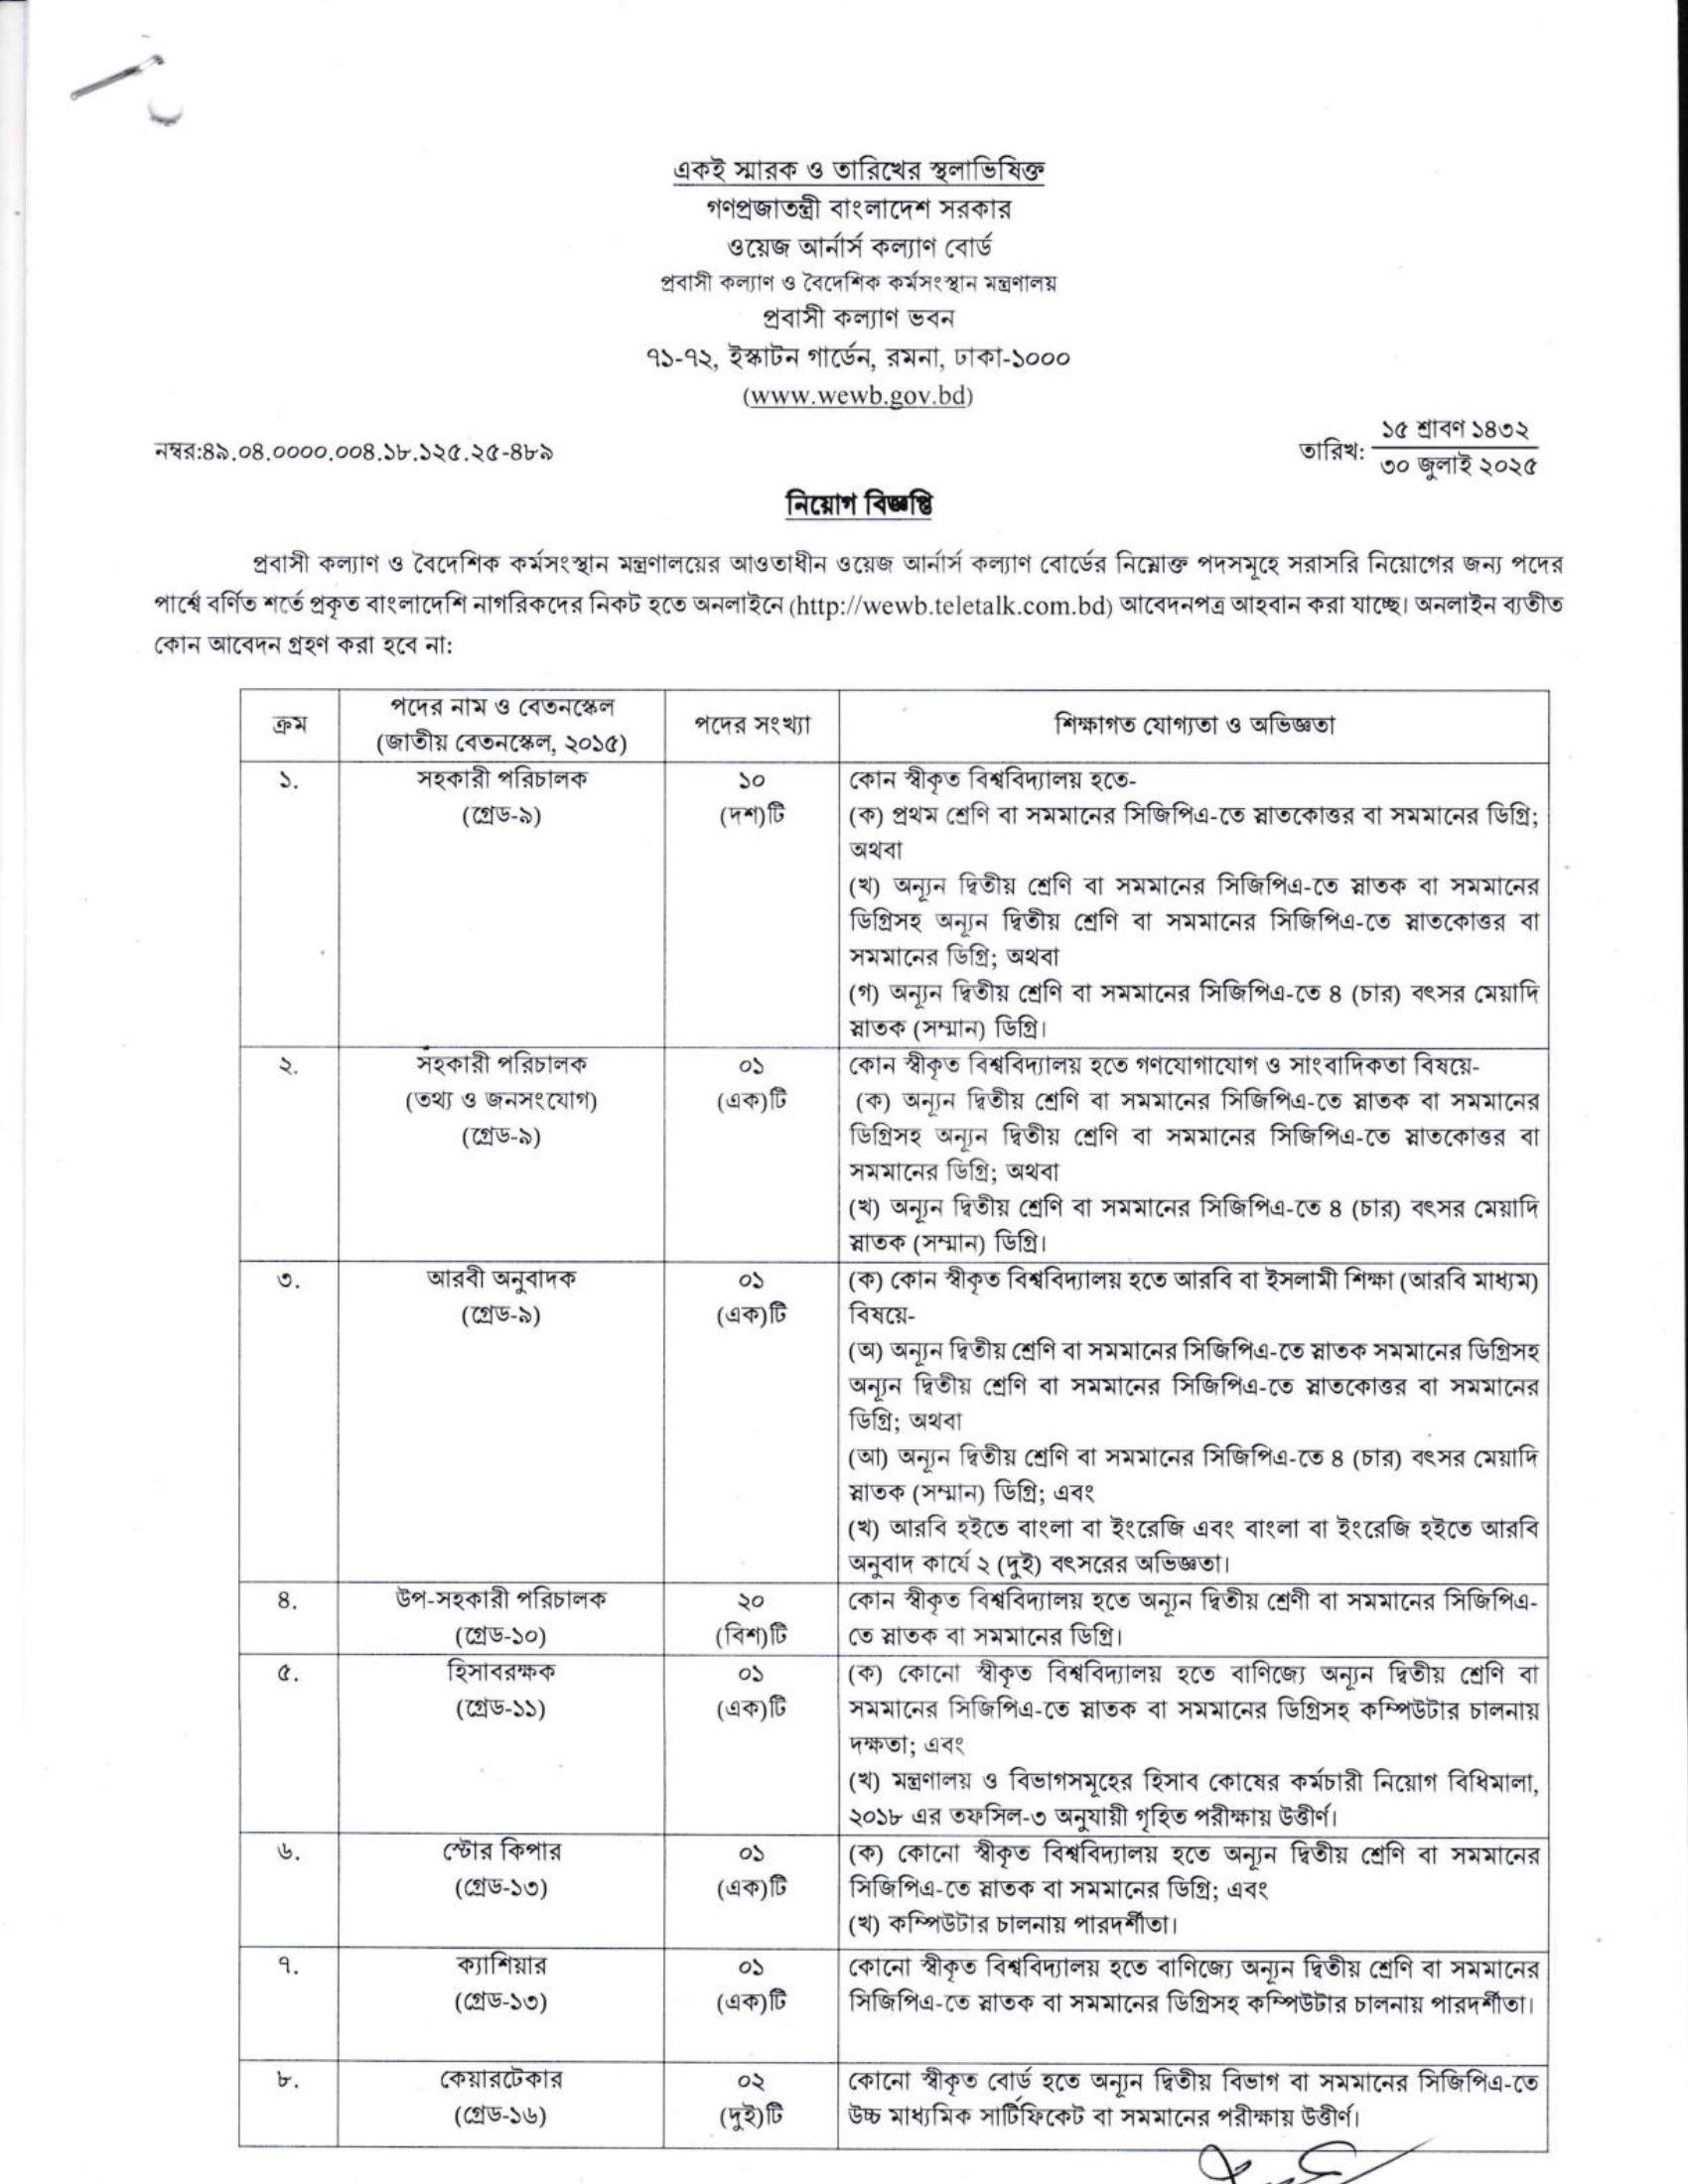 একই স্মারক ও তারিখের স্থলাভিষিক্ত
গণপ্রজাতন্ত্রী বাংলাদেশ সরকার
ওয়েজ আর্নার্স কল্যাণ বোর্ড
প্রবাসী কল্যাণ ও বৈদেশিক কর্মসংস্থান মন্ত্রণালয়
প্রবাসী কল্যাণ ভবন
৭১-৭২, ইস্কাটন গার্ডেন, রমনা, ঢাকা-১০০০
(www.wewb.gov.bd)
নম্বর:৪৯.০৪.০০০০.০০৪.১৮.১২৫.২৫-৪৮৯
তারিখ: ১৫ শ্রাবণ ১৪৩২
৩০ জুলাই ২০২৫
নিয়োগ বিজ্ঞপ্তি
প্রবাসী কল্যাণ ও বৈদেশিক কর্মসংস্থান মন্ত্রণালয়ের আওতাধীন ওয়েজ আর্নার্স কল্যাণ বোর্ডের নিম্নোক্ত পদসমূহে সরাসরি নিয়োগের জন্য পদের
পার্শ্বে বর্ণিত শর্তে প্রকৃত বাংলাদেশি নাগরিকদের নিকট হতে অনলাইনে (http://wewb.teletalk.com.bd) আবেদনপত্র আহবান করা যাচ্ছে। অনলাইন ব্যতীত
কোন আবেদন গ্রহণ করা হবে না:
ক্রম
পদের নাম ও বেতনস্কেল
(জাতীয় বেতনস্কেল, ২০১৫)
পদের সংখ্যা
শিক্ষাগত যোগ্যতা ও অভিজ্ঞতা
১.
সহকারী পরিচালক
(গ্রেড-৯)
১০
(দশ)টি
কোন স্বীকৃত বিশ্ববিদ্যালয় হতে-
(ক) প্রথম শ্রেণি বা সমমানের সিজিপিএ-তে স্নাতকোত্তর বা সমমানের ডিগ্রি;
অথবা
(খ) অন্যূন দ্বিতীয় শ্রেণি বা সমমানের সিজিপিএ-তে স্নাতক বা সমমানের
ডিগ্রিসহ অন্যূন দ্বিতীয় শ্রেণি বা সমমানের সিজিপিএ-তে স্নাতকোত্তর বা
সমমানের ডিগ্রি; অথবা
(গ) অন্যূন দ্বিতীয় শ্রেণি বা সমমানের সিজিপিএ-তে ৪ (চার) বৎসর মেয়াদি
স্নাতক (সম্মান) ডিগ্রি।
২.
সহকারী পরিচালক
(তথ্য ও জনসংযোগ)
(গ্রেড-৯)
০১
(এক)টি
কোন স্বীকৃত বিশ্ববিদ্যালয় হতে গণযোগাযোগ ও সাংবাদিকতা বিষয়ে-
(ক) অন্যূন দ্বিতীয় শ্রেণি বা সমমানের সিজিপিএ-তে স্নাতক বা সমমানের
ডিগ্রিসহ অন্যূন দ্বিতীয় শ্রেণি বা সমমানের সিজিপিএ-তে স্নাতকোত্তর বা
সমমানের ডিগ্রি; অথবা
(খ) অন্যূন দ্বিতীয় শ্রেণি বা সমমানের সিজিপিএ-তে ৪ (চার) বৎসর মেয়াদি
স্নাতক (সম্মান) ডিগ্রি।
৩.
আরবী অনুবাদক
(গ্রেড-৯)
০১
(এক)টি
(ক) কোন স্বীকৃত বিশ্ববিদ্যালয় হতে আরবি বা ইসলামী শিক্ষা (আরবি মাধ্যম)
বিষয়ে-
(অ) অন্যূন দ্বিতীয় শ্রেণি বা সমমানের সিজিপিএ-তে স্নাতক সমমানের ডিগ্রিসহ
অন্যূন দ্বিতীয় শ্রেণি বা সমমানের সিজিপিএ-তে স্নাতকোত্তর বা সমমানের
ডিগ্রি; অথবা
(আ) অন্যূন দ্বিতীয় শ্রেণি বা সমমানের সিজিপিএ-তে ৪ (চার) বৎসর মেয়াদি
স্নাতক (সম্মান) ডিগ্রি; এবং
(খ) আরবি হইতে বাংলা বা ইংরেজি এবং বাংলা বা ইংরেজি হইতে আরবি
অনুবাদ কার্যে ২ (দুই) বৎসরের অভিজ্ঞতা।
৪.
উপ-সহকারী পরিচালক
(গ্রেড-১০)
২০
(বিশ)টি
কোন স্বীকৃত বিশ্ববিদ্যালয় হতে অন্যূন দ্বিতীয় শ্রেণী বা সমমানের সিজিপিএ-
তে স্নাতক বা সমমানের ডিগ্রি।
৫.
হিসাবরক্ষক
(গ্রেড-১১)
০১
(এক)টি
(ক) কোনো স্বীকৃত বিশ্ববিদ্যালয় হতে বাণিজ্যে অন্যূন দ্বিতীয় শ্রেণি বা
সমমানের সিজিপিএ-তে স্নাতক বা সমমানের ডিগ্রিসহ কম্পিউটার চালনায়
দক্ষতা; এবং
(খ) মন্ত্রণালয় ও বিভাগসমূহের হিসাব কোষের কর্মচারী নিয়োগ বিধিমালা,
২০১৮ এর তফসিল-৩ অনুযায়ী গৃহিত পরীক্ষায় উত্তীর্ণ।
৬.
স্টোর কিপার
(গ্রেড-১৩)
০১
(এক)টি
(ক) কোনো স্বীকৃত বিশ্ববিদ্যালয় হতে অন্যূন দ্বিতীয় শ্রেণি বা সমমানের
সিজিপিএ-তে স্নাতক বা সমমানের ডিগ্রি; এবং
(খ) কম্পিউটার চালনায় পারদর্শীতা।
৭.
ক্যাশিয়ার
(গ্রেড-১৩)
০১
(এক)টি
কোনো স্বীকৃত বিশ্ববিদ্যালয় হতে বাণিজ্যে অন্যূন দ্বিতীয় শ্রেণি বা সমমানের
সিজিপিএ-তে স্নাতক বা সমমানের ডিগ্রিসহ কম্পিউটার চালনায় পারদর্শীতা।
৮.
কেয়ারটেকার
(গ্রেড-১৬)
০২
(দুই)টি
কোনো স্বীকৃত বোর্ড হতে অন্যূন দ্বিতীয় বিভাগ বা সমমানের সিজিপিএ-তে
উচ্চ মাধ্যমিক সার্টিফিকেট বা সমমানের পরীক্ষায় উত্তীর্ণ।